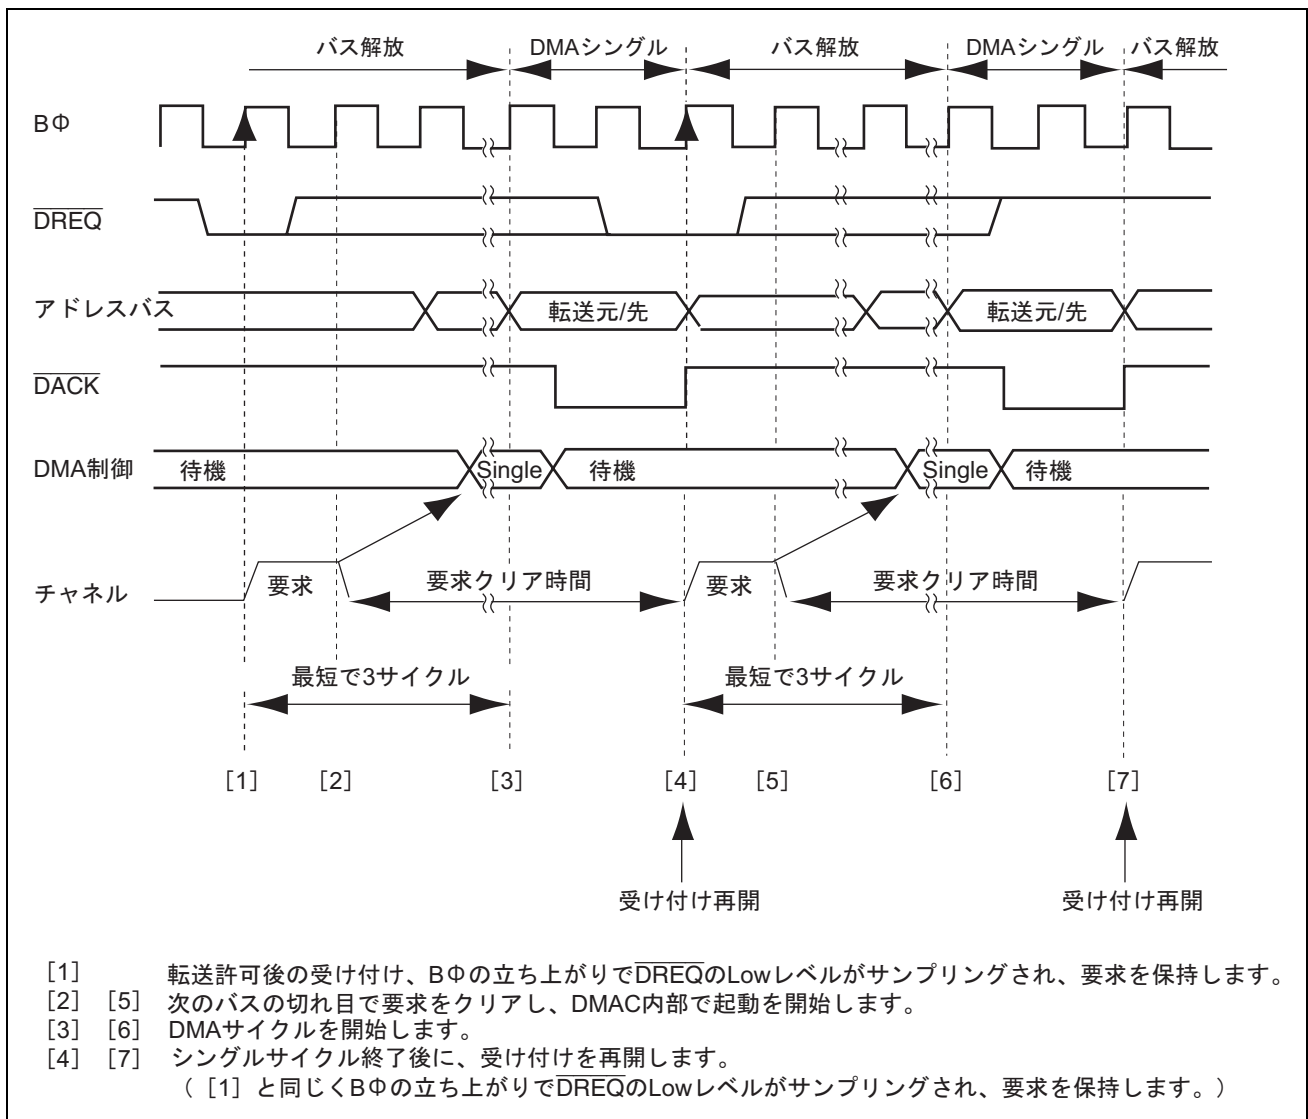 バス解放 DMAシングル バス解放 DMAシングル バス解放
BΦ
DREQ
アドレスバス 転送元/先 転送元/先
DACK
DMA制御 待機 Single 待機 Single 待機
チャネル 要求 要求クリア時間 要求 要求クリア時間
最短で3サイクル 最短で3サイクル
［1］ ［2］ ［3］ ［4］ ［5］ ［6］ ［7］
受け付け再開 受け付け再開
［1］ 転送許可後の受け付け、BΦの立ち上がりでDREQのLowレベルがサンプリングされ、要求を保持します。
［2］［5］ 次のバスの切れ目で要求をクリアし、DMAC内部で起動を開始します。
［3］［6］ DMAサイクルを開始します。
［4］［7］ シングルサイクル終了後に、受け付けを再開します。
（［1］と同じくBΦの立ち上がりでDREQのLowレベルがサンプリングされ、要求を保持します。）